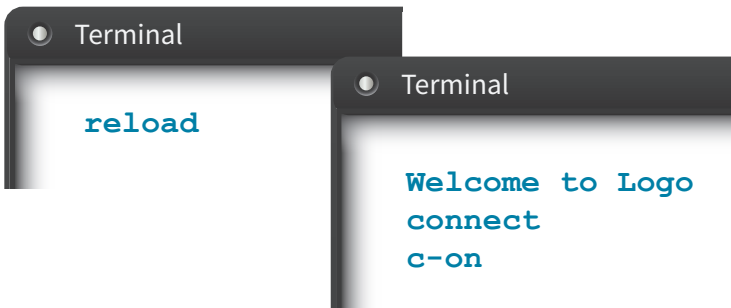 Terminal
reload
Terminal
Welcome to Logo
connect
c-on